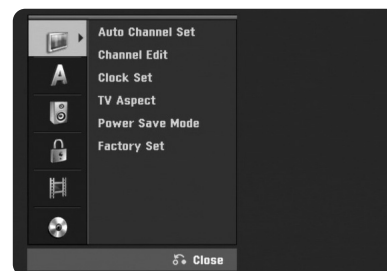 Auto Channel Set
Channel Edit
Clock Set
TV Aspect
Power Save Mode
Factory Set
A
Close